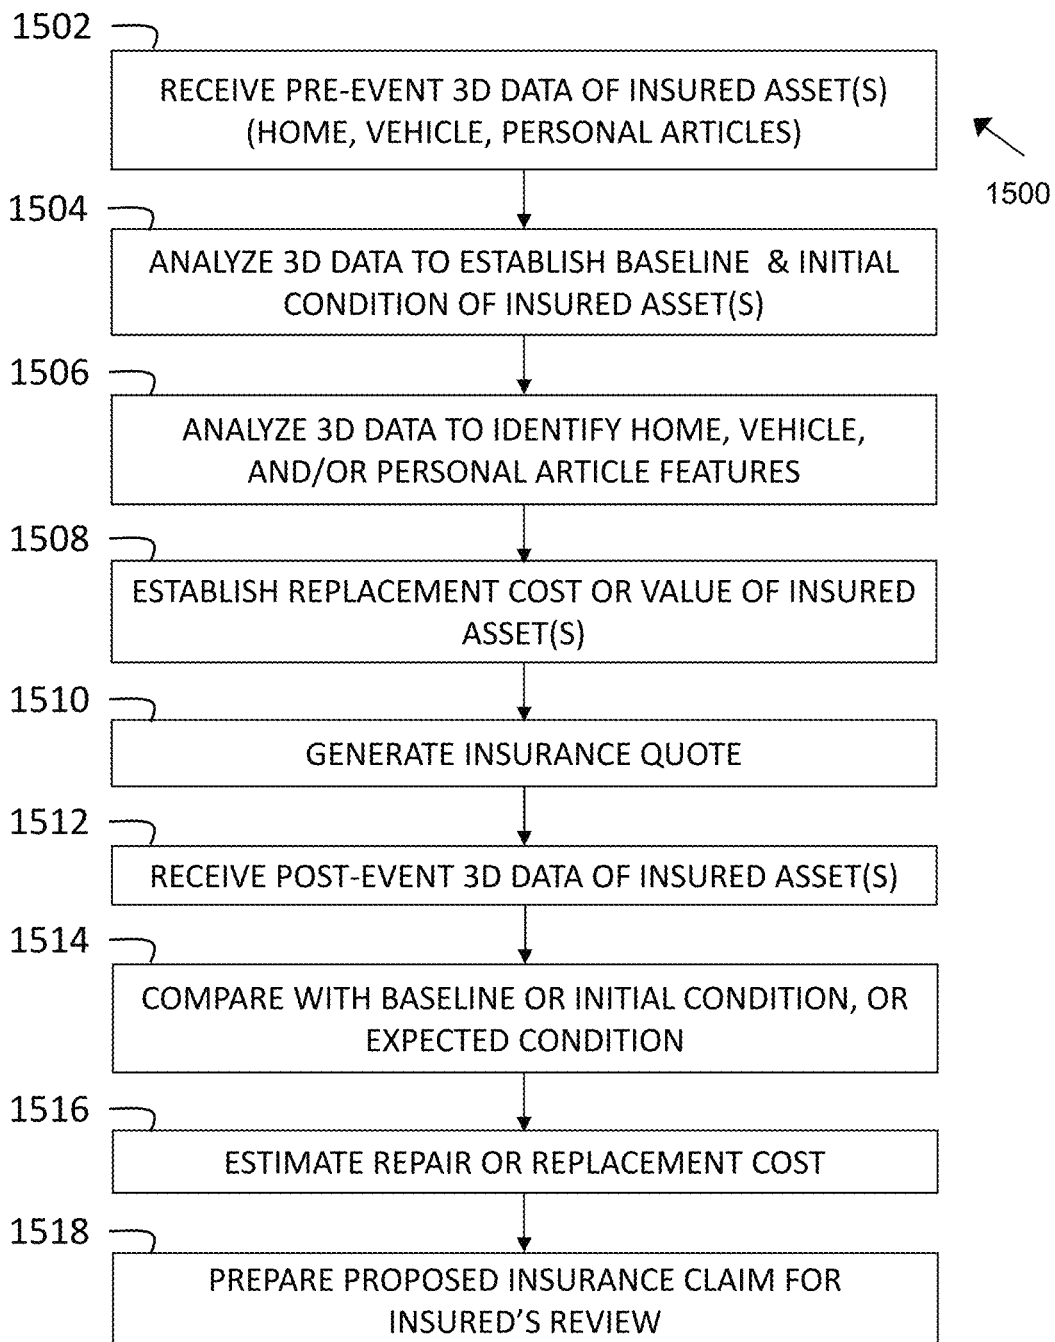 1502
RECEIVE PRE-EVENT 3D DATA OF INSURED ASSET(S)
(HOME, VEHICLE, PERSONAL ARTICLES)
1500
1504
ANALYZE 3D DATA TO ESTABLISH BASELINE & INITIAL
CONDITION OF INSURED ASSET(S)
1506
ANALYZE 3D DATA TO IDENTIFY HOME, VEHICLE,
AND/OR PERSONAL ARTICLE FEATURES
1508
ESTABLISH REPLACEMENT COST OR VALUE OF INSURED
ASSET(S)
1510
GENERATE INSURANCE QUOTE
1512
RECEIVE POST-EVENT 3D DATA OF INSURED ASSET(S)
1514
COMPARE WITH BASELINE OR INITIAL CONDITION, OR
EXPECTED CONDITION
1516
ESTIMATE REPAIR OR REPLACEMENT COST
1518
PREPARE PROPOSED INSURANCE CLAIM FOR
INSURED’S REVIEW